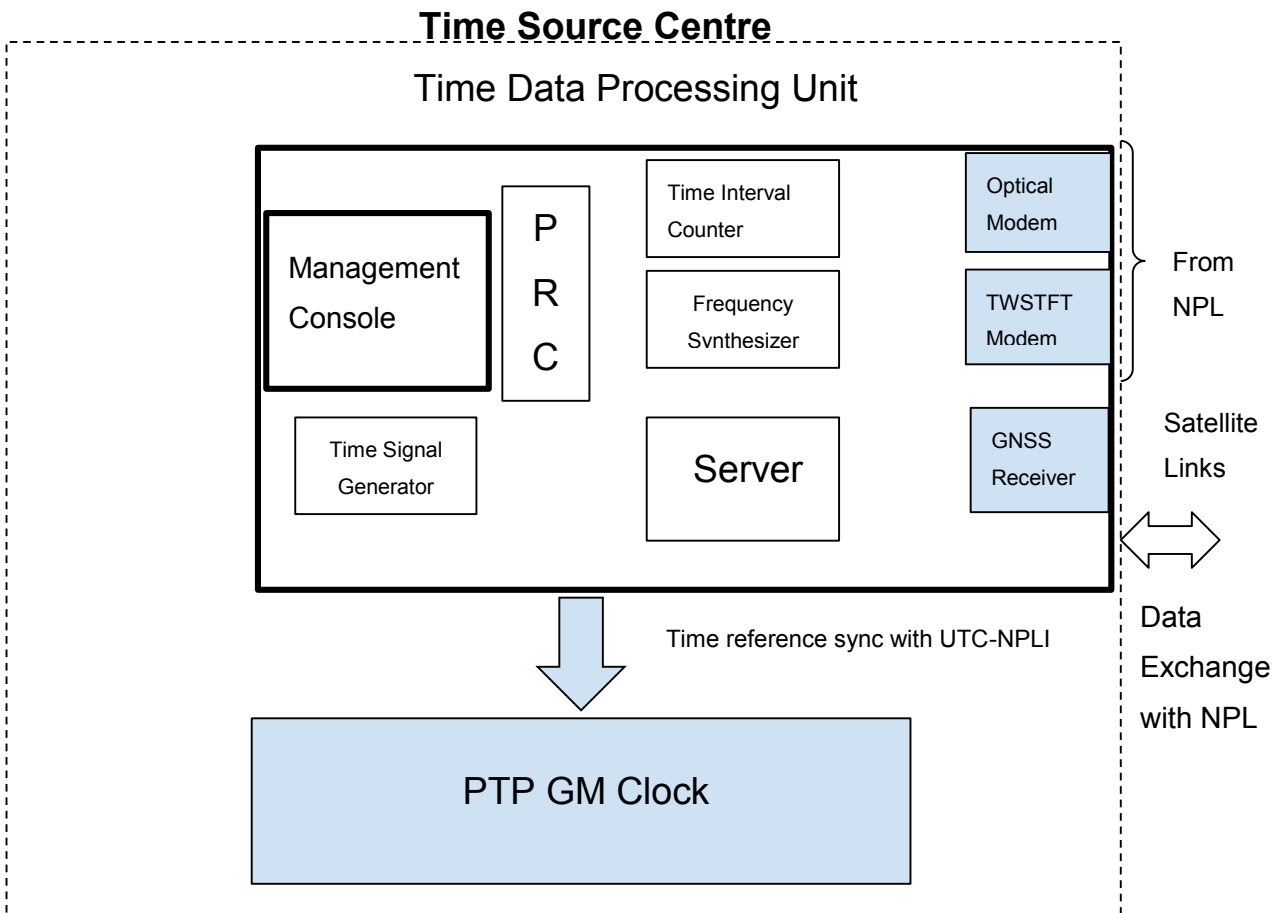 Time Source Centre
Time Data Processing Unit
Management
Console
P
R
C
Time Interval
Counter
Frequency
Synthesizer
Optical
Modem
TWSTFT
Modem
From
NPL
Time Signal
Generator
Server
GNSS
Receiver
Satellite
Links
Data
Exchange
with NPL
Time reference sync with UTC-NPLI
PTP GM Clock